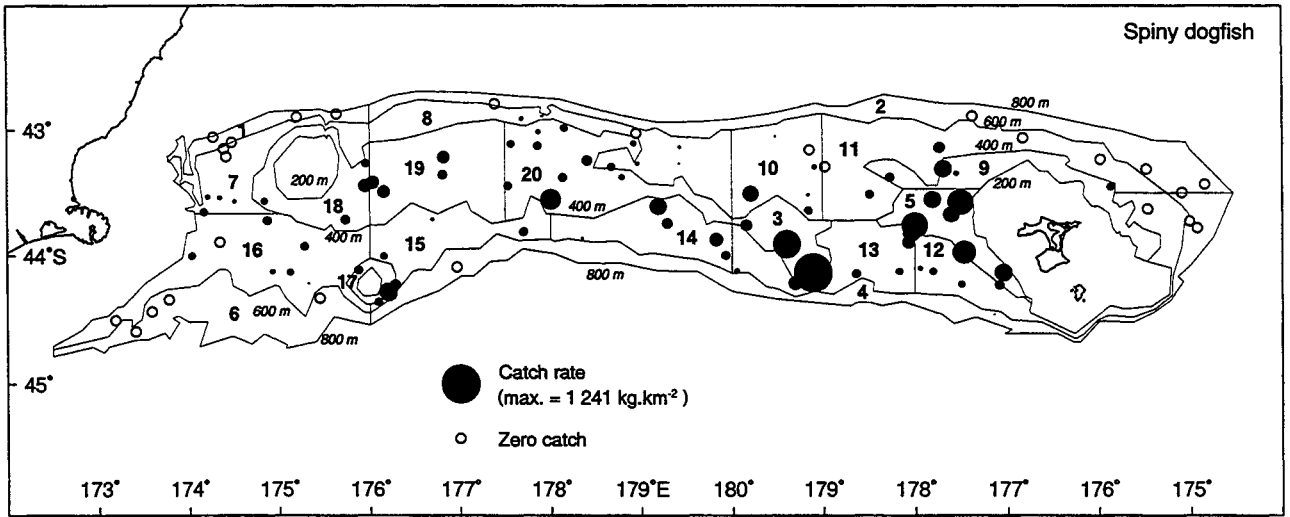 Spiny dogfish
800 m
2
600 m
43°
1
8
400 m
10
11
19
9
20
7
200 m
200 m
18
5
400 m
3
400 m
14
15
13
12
16
44°S
17
800 m
4
6
600 m
800 m
Catch rate
(max. = 1 241 kg.km-2 )
45°
Zero catch
173° 174° 175° 176° 177° 178° 179°E 180° 179° 178° 177° 176° 175°